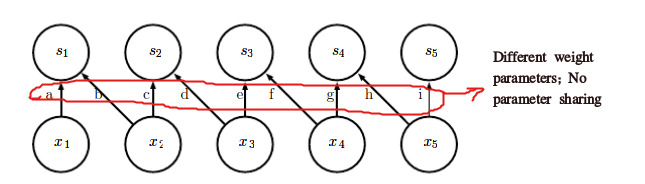 s1 s2 s3 s4 s5
Different weight
parameters; No
parameter sharing
a b c d e f g h i
x1 x2 x3 x4 x5